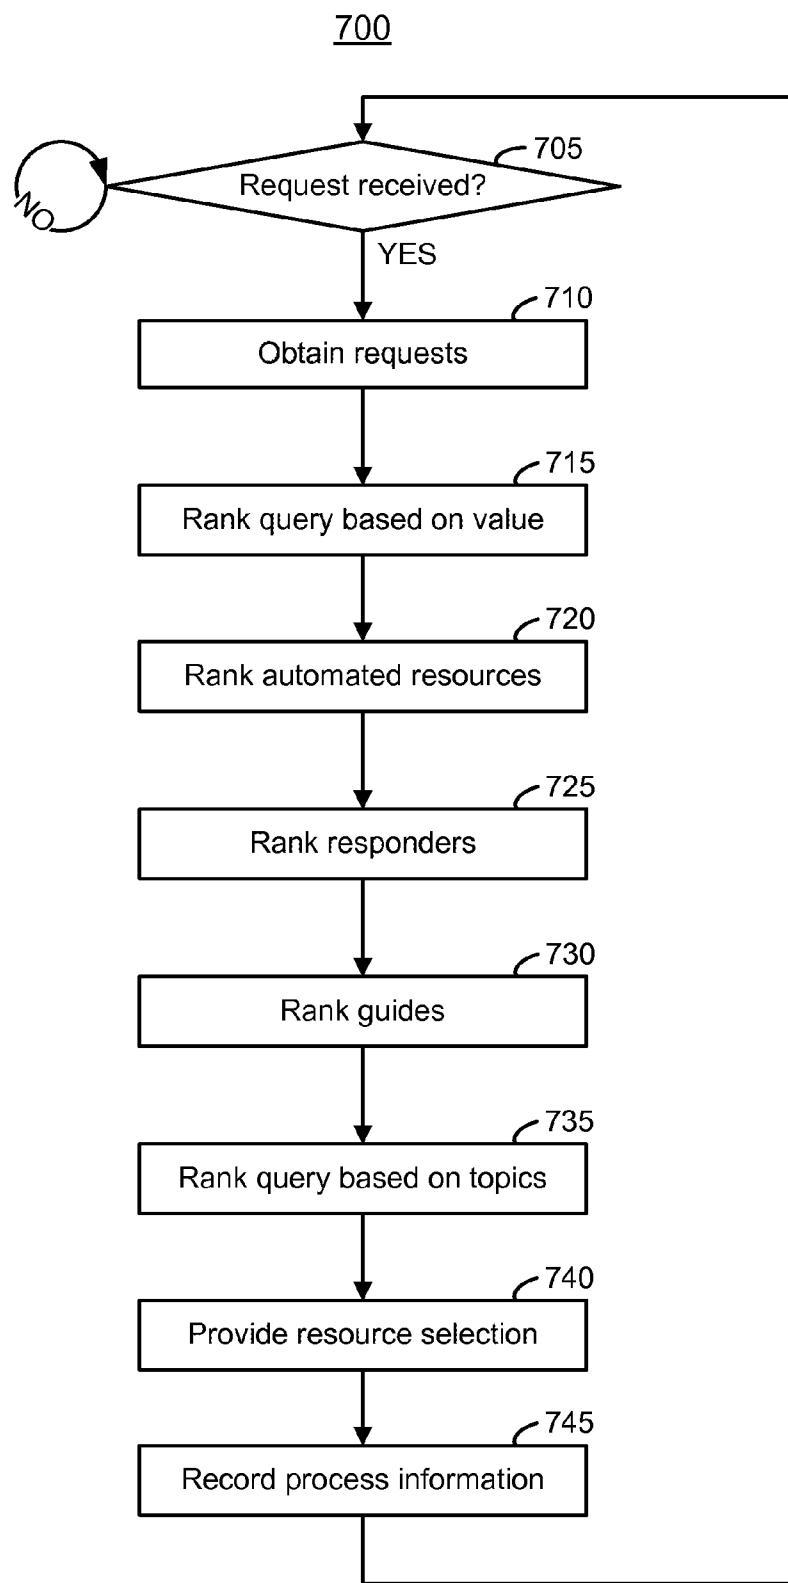 700
705
Request received?
NO
YES
710
Obtain requests
715
Rank query based on value
720
Rank automated resources
725
Rank responders
730
Rank guides
735
Rank query based on topics
740
Provide resource selection
745
Record process information